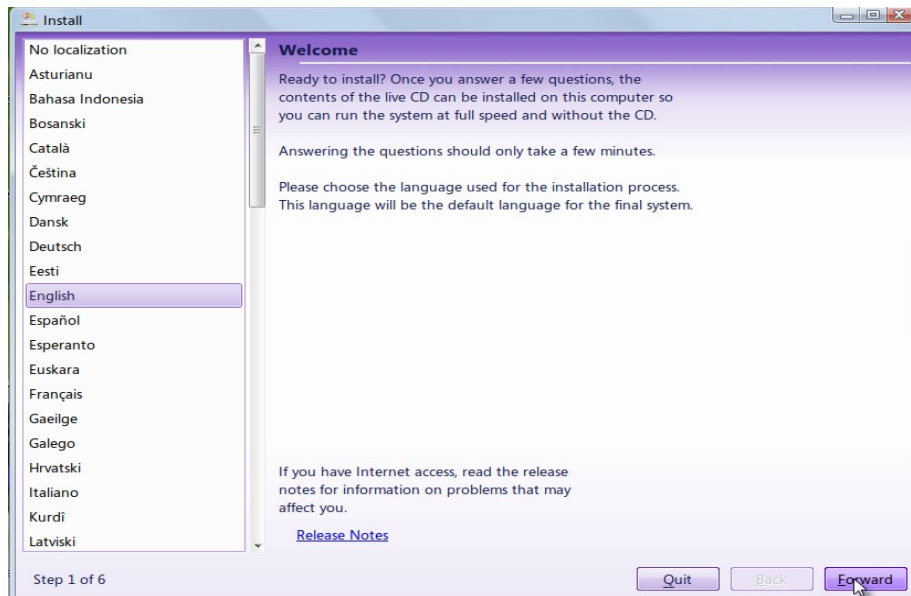 Install
No localization
Asturianu
Bahasa Indonesia
Bosanski
Català
Čeština
Cymraeg
Dansk
Deutsch
Eesti
English
Español
Esperanto
Euskara
Français
Gaeilge
Galego
Hrvatski
Italiano
Kurdî
Latviski
Welcome
Ready to install? Once you answer a few questions, the
contents of the live CD can be installed on this computer so
you can run the system at full speed and without the CD.
Answering the questions should only take a few minutes.
Please choose the language used for the installation process.
This language will be the default language for the final system.
If you have Internet access, read the release
notes for information on problems that may
affect you.
Release Notes
Step 1 of 6
Quit
Back
Forward